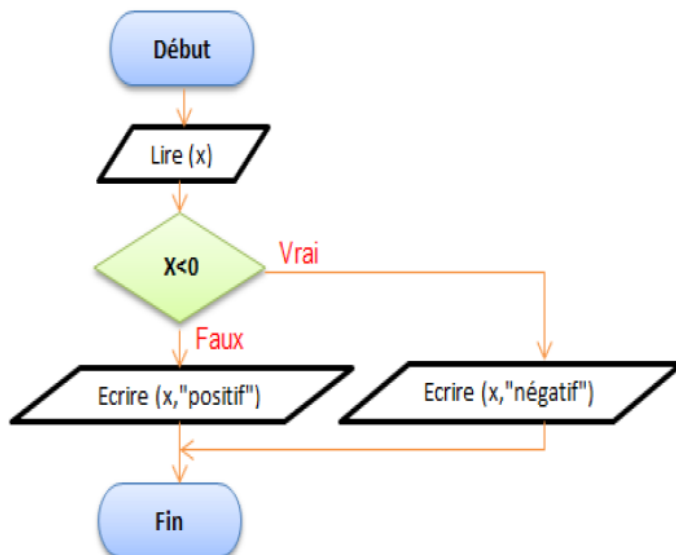 Début
Lire (x)
X<0
Vrai
Faux
Ecrire (x,"positif")
Ecrire (x,"négatif")
Fin